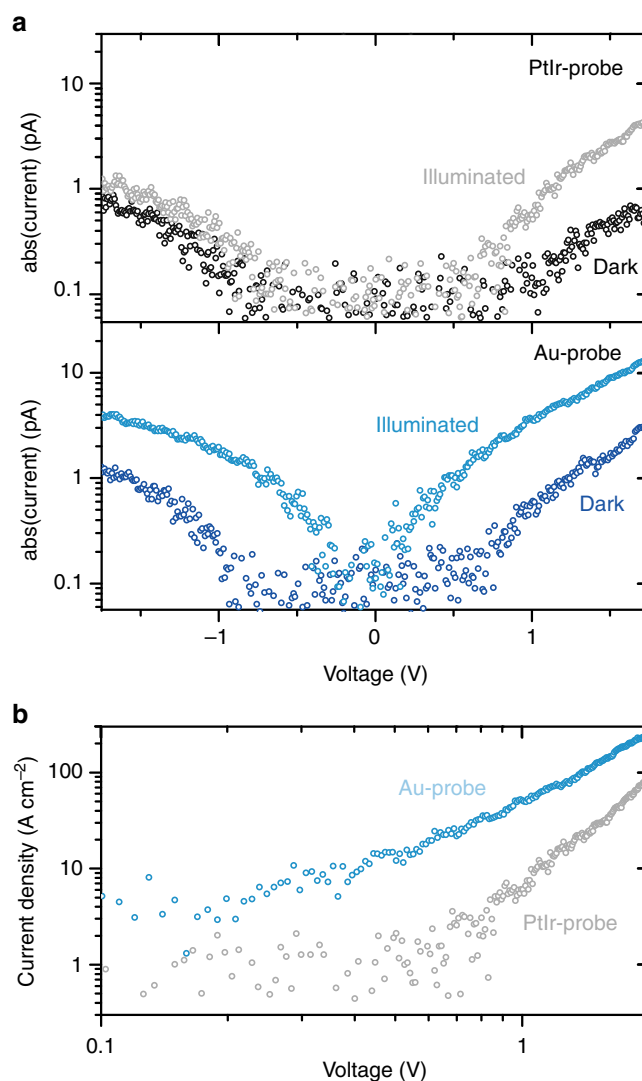 a
PtIr-probe
10
Illuminated
1
abs(current) (pA)
Dark
0.1
Au-probe
10
Illuminated
1
abs(current) (pA)
Dark
0.1
−1 0 1
Voltage (V)
b
100
Au-probe
10
Current density (A cm−2)
PtIr-probe
1
0.1 1
Voltage (V)